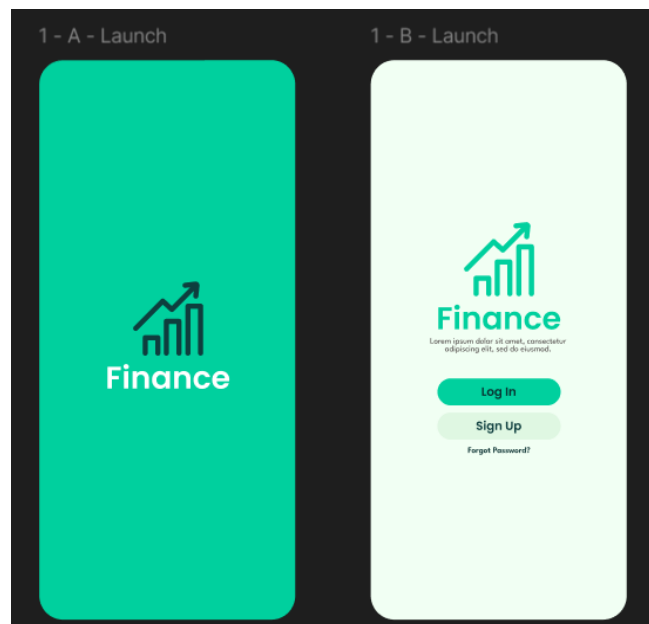 1 - A - Launch
1 - B - Launch
Finance
Finance
Lorem ipsum dolor sit amet, consectetur
adipiscing elit, sed do eiusmod.
Log In
Sign Up
Forgot Password?